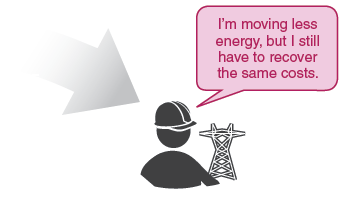 I'm moving less
energy, but I still
have to recover
the same costs.